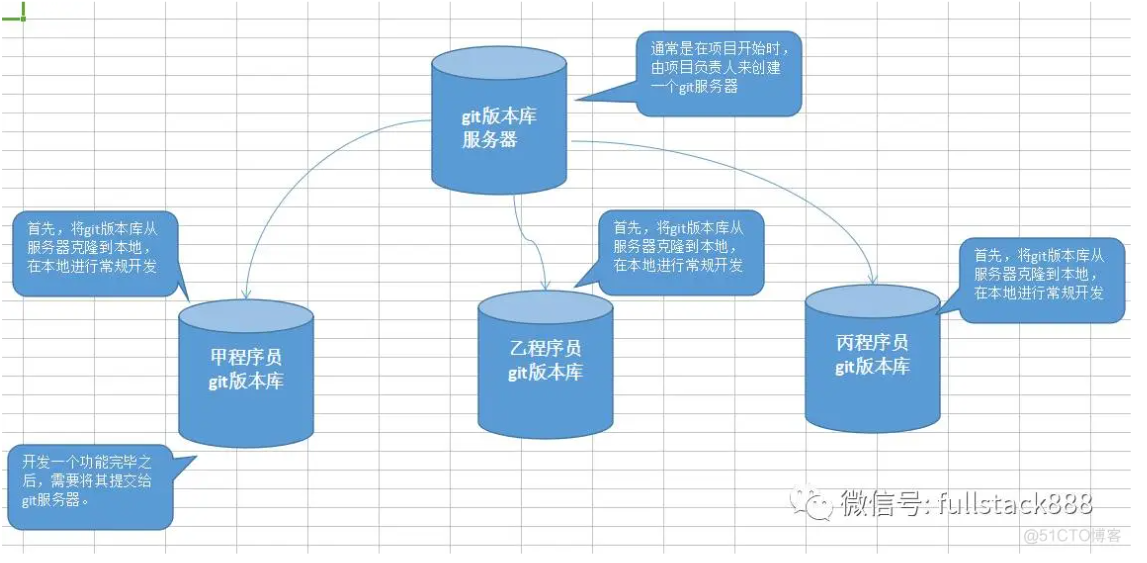 通常是在项目开始时，
由项目负责人来创建
一个git服务器
git版本库
服务器
首先，将git版本库从
服务器克隆到本地，
在本地进行常规开发
首先，将git版本库从
服务器克隆到本地，
在本地进行常规开发
首先，将git版本库从
服务器克隆到本地，
在本地进行常规开发
甲程序员
git版本库
乙程序员
git版本库
丙程序员
git版本库
开发一个功能完毕之
后，需要将其提交给
git服务器。
微信号: fullstack888
@51CTO博客